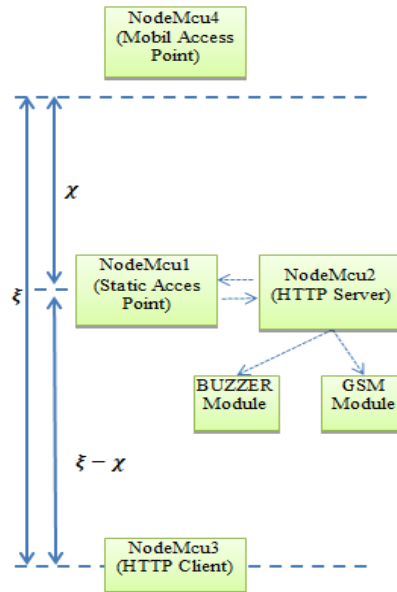 NodeMcu4
(Mobil Access
Point)
χ
NodeMcu1
(Static Acces
Point)
NodeMcu2
(HTTP Server)
ξ
BUZZER
Module
GSM
Module
ξ − χ
NodeMcu3
(HTTP Client)